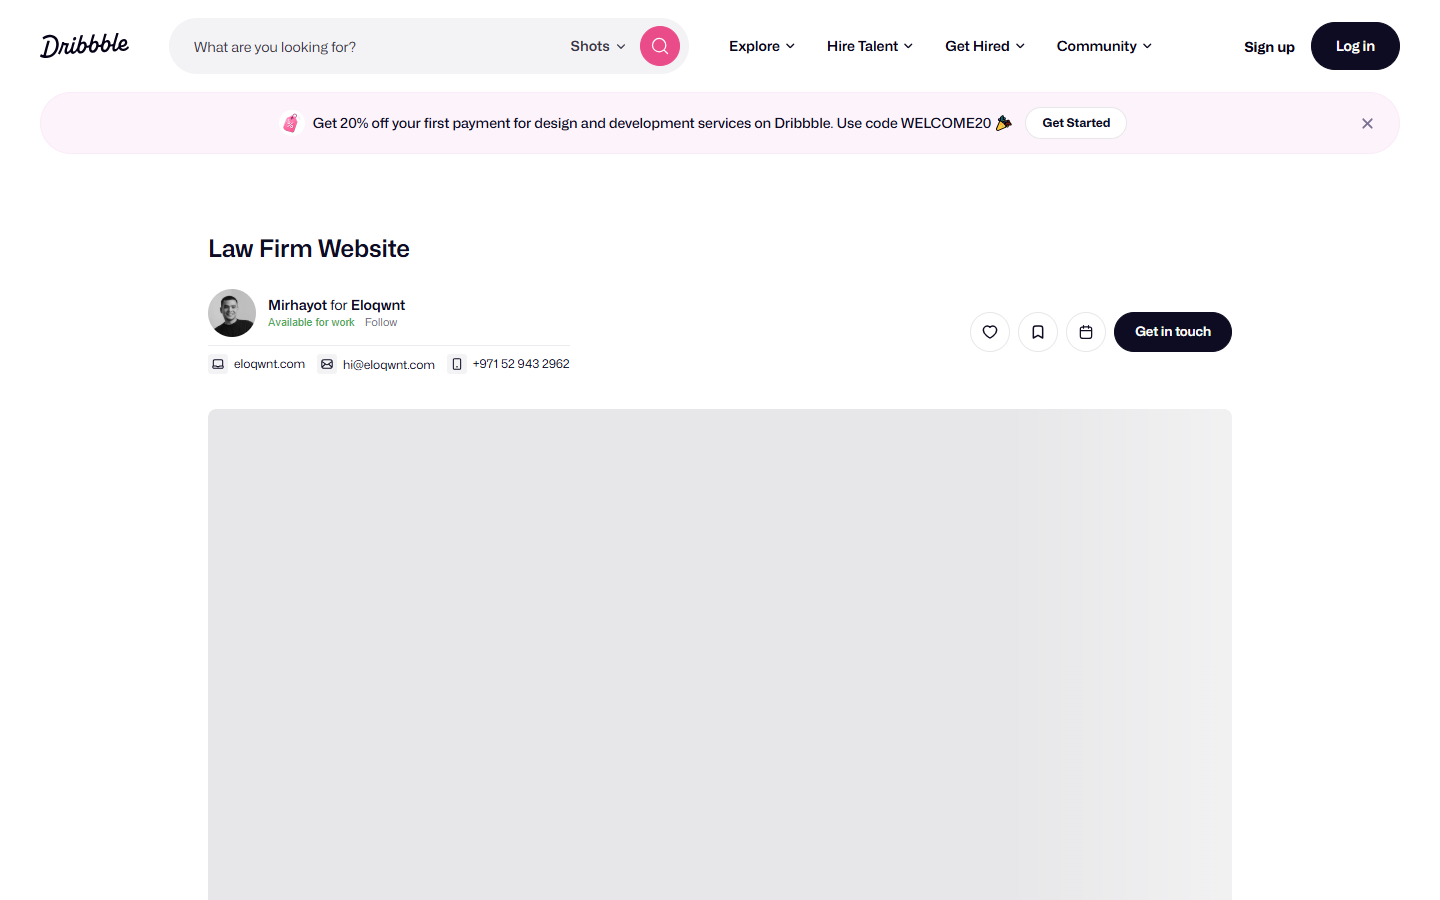 Dribbble
What are you looking for?
Shots
Explore
Hire Talent
Get Hired
Community
Sign up
Log in
Get 20% off your first payment for design and development services on Dribbble. Use code WELCOME20
Get Started
Law Firm Website
Mirhayot for Eloqwnt
Available for work Follow
Get in touch
eloqwnt.com
hi@eloqwnt.com
+971 52 943 2962